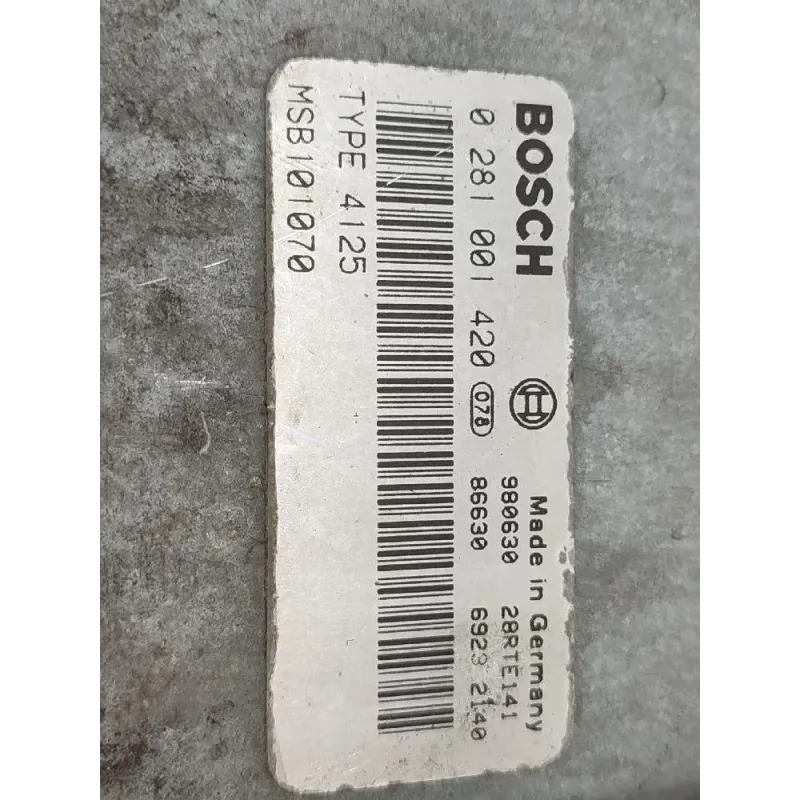 BOSCH Made in Germany
0 281 001 420 078 980630 28RTE141
86630 6923 2140
TYPE 4125
MSB101070